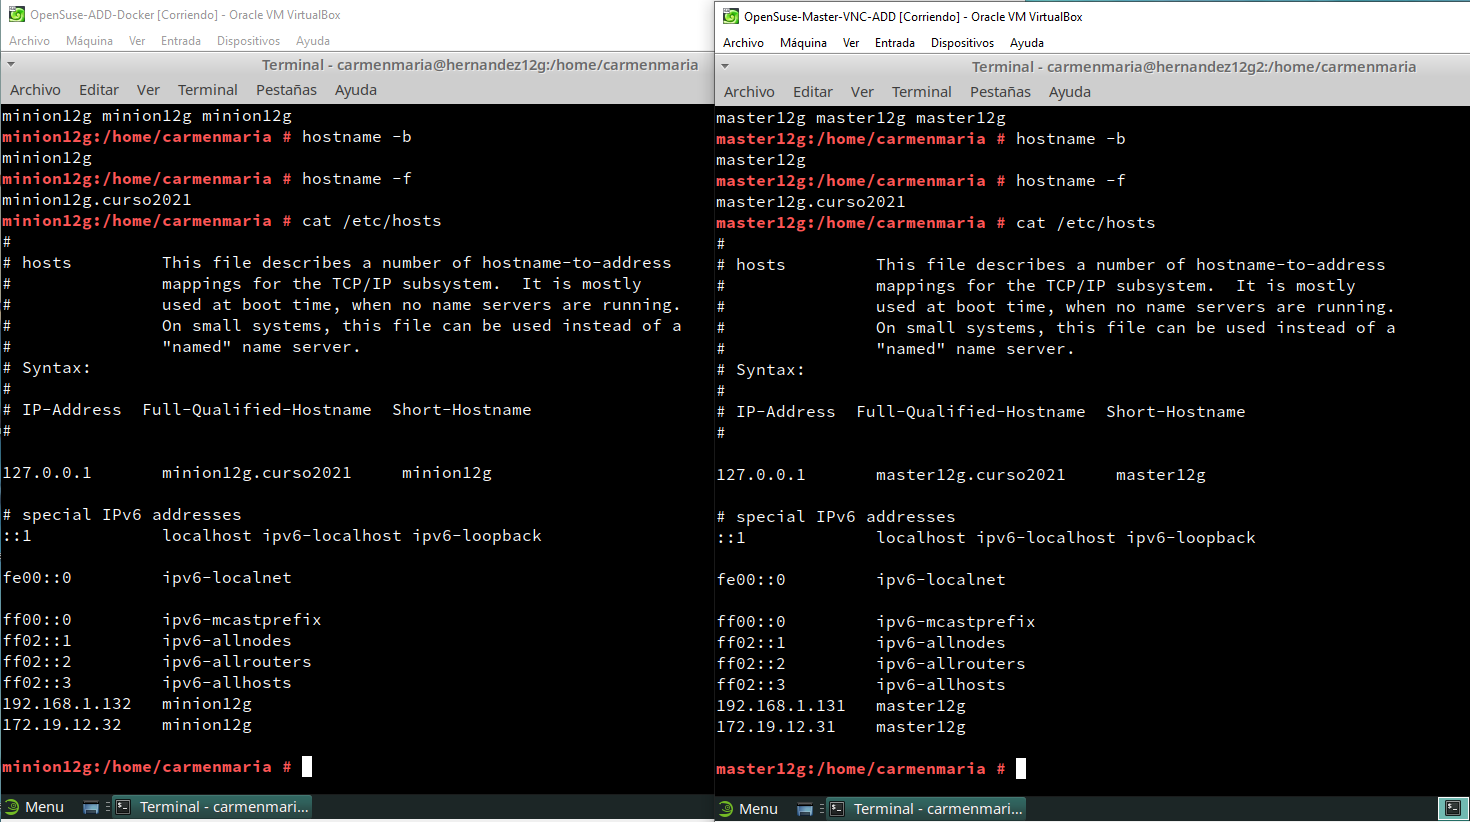 OpenSuse-ADD-Docker [Corriendo] - Oracle VM VirtualBox
Archivo Máquina Ver Entrada Dispositivos Ayuda
Terminal - carmenmaria@hernandez12g:/home/carmenmaria
Archivo Editar Ver Terminal Pestañas Ayuda
minion12g minion12g minion12g
minion12g:/home/carmenmaria # hostname -b
minion12g
minion12g:/home/carmenmaria # hostname -f
minion12g.curso2021
minion12g:/home/carmenmaria # cat /etc/hosts
#
# hosts         This file describes a number of hostname-to-address
#               mappings for the TCP/IP subsystem.  It is mostly
#               used at boot time, when no name servers are running.
#               On small systems, this file can be used instead of a
#               "named" name server.
# Syntax:
#
# IP-Address  Full-Qualified-Hostname  Short-Hostname
#
127.0.0.1       minion12g.curso2021     minion12g
# special IPv6 addresses
::1             localhost ipv6-localhost ipv6-loopback
fe00::0         ipv6-localnet
ff00::0         ipv6-mcastprefix
ff02::1         ipv6-allnodes
ff02::2         ipv6-allrouters
ff02::3         ipv6-allhosts
192.168.1.132   minion12g
172.19.12.32    minion12g
minion12g:/home/carmenmaria #
Menu Terminal - carmenmari...
OpenSuse-Master-VNC-ADD [Corriendo] - Oracle VM VirtualBox
Archivo Máquina Ver Entrada Dispositivos Ayuda
Terminal - carmenmaria@hernandez12g2:/home/carmenmaria
Archivo Editar Ver Terminal Pestañas Ayuda
master12g master12g master12g
master12g:/home/carmenmaria # hostname -b
master12g
master12g:/home/carmenmaria # hostname -f
master12g.curso2021
master12g:/home/carmenmaria # cat /etc/hosts
#
# hosts         This file describes a number of hostname-to-address
#               mappings for the TCP/IP subsystem.  It is mostly
#               used at boot time, when no name servers are running.
#               On small systems, this file can be used instead of a
#               "named" name server.
# Syntax:
#
# IP-Address  Full-Qualified-Hostname  Short-Hostname
#
127.0.0.1       master12g.curso2021     master12g
# special IPv6 addresses
::1             localhost ipv6-localhost ipv6-loopback
fe00::0         ipv6-localnet
ff00::0         ipv6-mcastprefix
ff02::1         ipv6-allnodes
ff02::2         ipv6-allrouters
ff02::3         ipv6-allhosts
192.168.1.131   master12g
172.19.12.31    master12g
master12g:/home/carmenmaria #
Menu Terminal - carmenmari...